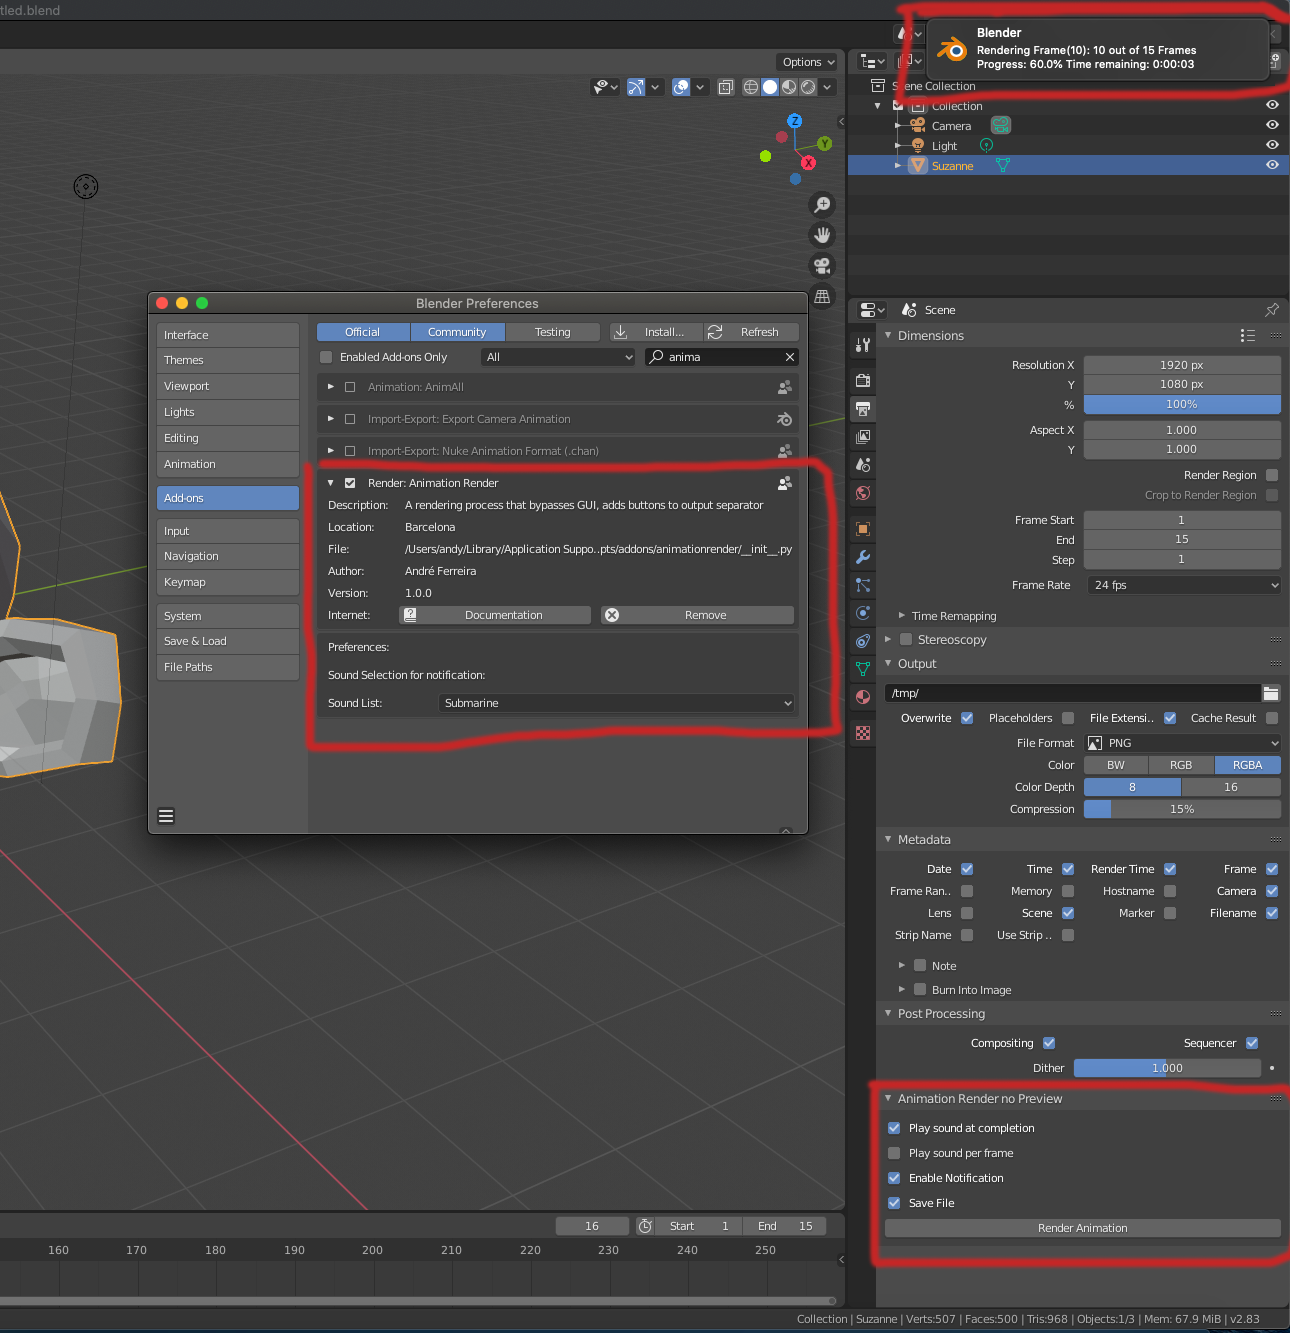 tled.blend
Options
Z
Y
X
Blender
Rendering Frame(10): 10 out of 15 Frames
Progress: 60.0% Time remaining: 0:00:03
Scene Collection
Collection
Camera
Light
Suzanne
Blender Preferences
Interface
Themes
Viewport
Lights
Editing
Animation
Add-ons
Input
Navigation
Keymap
System
Save & Load
File Paths
Official Community Testing Install... Refresh
Enabled Add-ons Only All anima
Animation: AnimAll
Import-Export: Export Camera Animation
Import-Export: Nuke Animation Format (.chan)
Render: Animation Render
Description: A rendering process that bypasses GUI, adds buttons to output separator
Location: Barcelona
File: /Users/andy/Library/Application Suppo..pts/addons/animationrender/__init__.py
Author: André Ferreira
Version: 1.0.0
Internet: Documentation Remove
Preferences:
Sound Selection for notification:
Sound List: Submarine
Scene
Dimensions
Resolution X 1920 px
Y 1080 px
% 100%
Aspect X 1.000
Y 1.000
Render Region
Crop to Render Region
Frame Start 1
End 15
Step 1
Frame Rate 24 fps
Time Remapping
Stereoscopy
Output
/tmp/
Overwrite Placeholders File Extensi.. Cache Result
File Format PNG
Color BW RGB RGBA
Color Depth 8 16
Compression 15%
Metadata
Date Time Render Time Frame
Frame Ran.. Memory Hostname Camera
Lens Scene Marker Filename
Strip Name Use Strip ..
Note
Burn Into Image
Post Processing
Compositing Sequencer
Dither 1.000
Animation Render no Preview
Play sound at completion
Play sound per frame
Enable Notification
Save File
Render Animation
16 Start 1 End 15
160 170 180 190 200 210 220 230 240 250
Collection | Suzanne | Verts:507 | Faces:500 | Tris:968 | Objects:1/3 | Mem: 67.9 MiB | v2.83